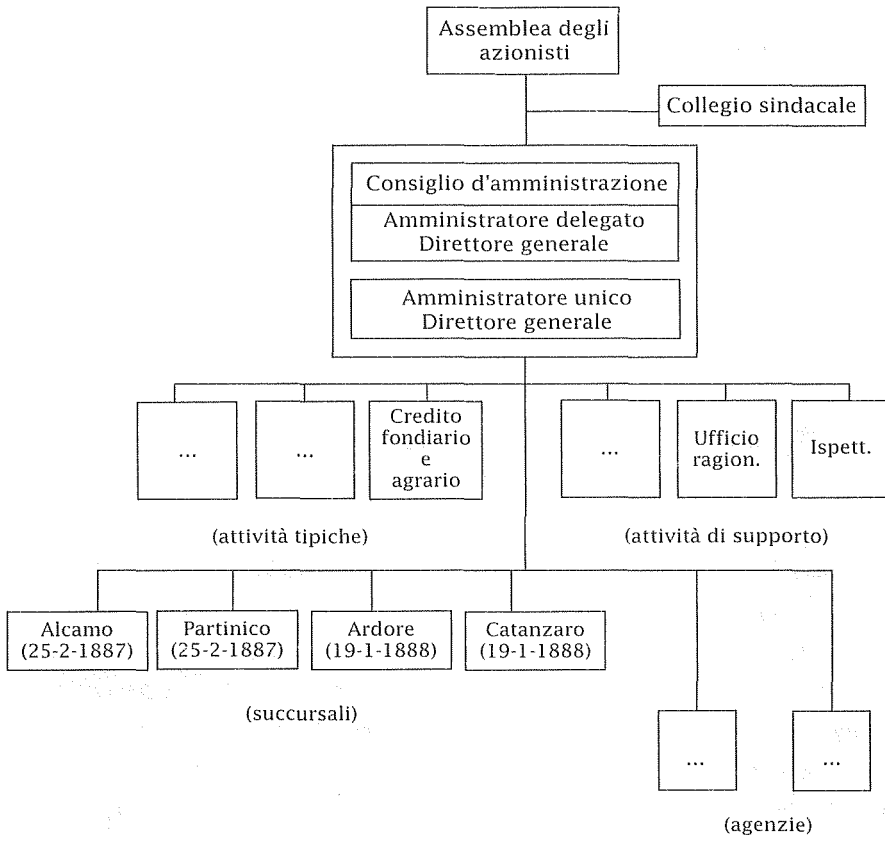 Assemblea degli
azionisti
Collegio sindacale
Consiglio d'amministrazione
Amministratore delegato
Direttore generale
Amministratore unico
Direttore generale
...
...
Credito
fondiario
e
agrario
...
Ufficio
ragion.
Ispett.
(attività tipiche)
(attività di supporto)
Alcamo
(25-2-1887)
Partinico
(25-2-1887)
Ardore
(19-1-1888)
Catanzaro
(19-1-1888)
(succursali)
...
...
(agenzie)